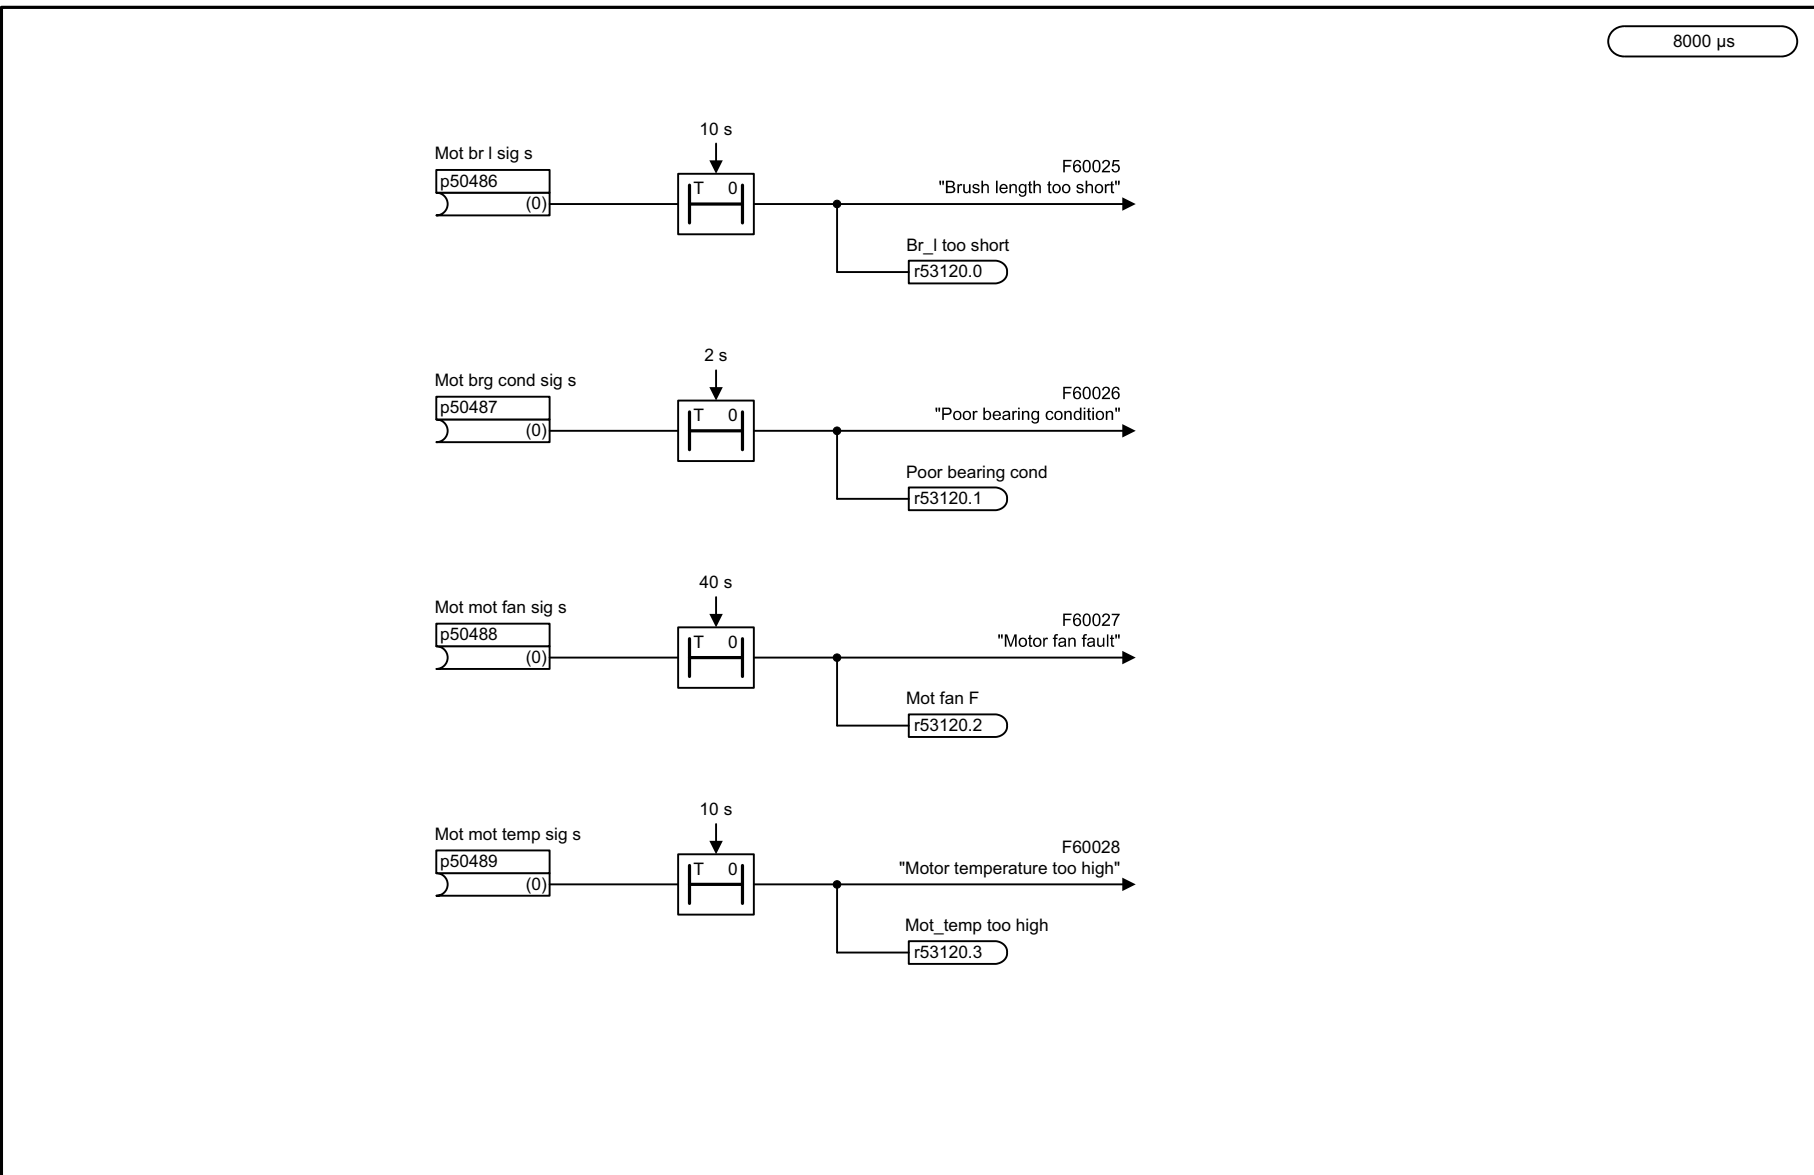 8000 µs
10 s
Mot br l sig s
p50486
(0)
T 0
F60025
"Brush length too short"
Br_l too short
r53120.0
2 s
Mot brg cond sig s
p50487
(0)
T 0
F60026
"Poor bearing condition"
Poor bearing cond
r53120.1
40 s
Mot mot fan sig s
p50488
(0)
T 0
F60027
"Motor fan fault"
Mot fan F
r53120.2
10 s
Mot mot temp sig s
p50489
(0)
T 0
F60028
"Motor temperature too high"
Mot_temp too high
r53120.3